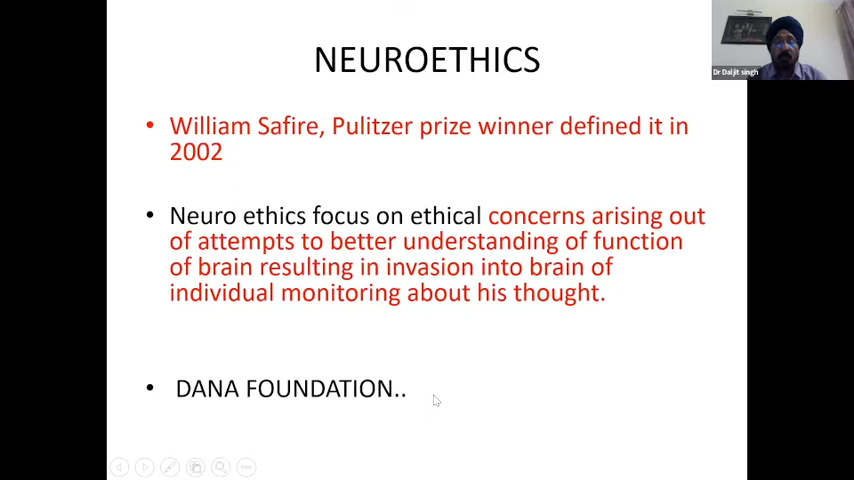 NEUROETHICS
Dr Daljit singh
• William Safire, Pulitzer prize winner defined it in
2002
• Neuro ethics focus on ethical concerns arising out
of attempts to better understanding of function
of brain resulting in invasion into brain of
individual monitoring about his thought.
• DANA FOUNDATION..